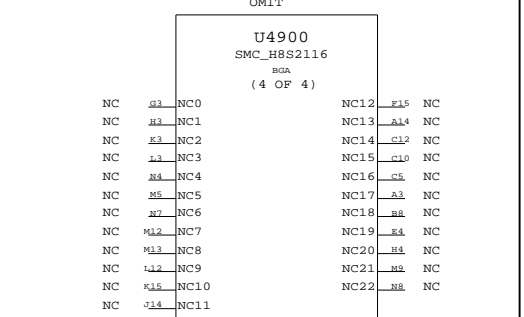 OMIT
U4900
SMC_H8S2116
BGA
(4 OF 4)
NC G3 NC0 NC12 F15 NC
NC H3 NC1 NC13 A14 NC
NC K3 NC2 NC14 C12 NC
NC L3 NC3 NC15 C10 NC
NC N4 NC4 NC16 C5 NC
NC M5 NC5 NC17 A3 NC
NC N7 NC6 NC18 B8 NC
NC M12 NC7 NC19 E4 NC
NC M13 NC8 NC20 H4 NC
NC L12 NC9 NC21 M9 NC
NC K15 NC10 NC22 N8 NC
NC J14 NC11